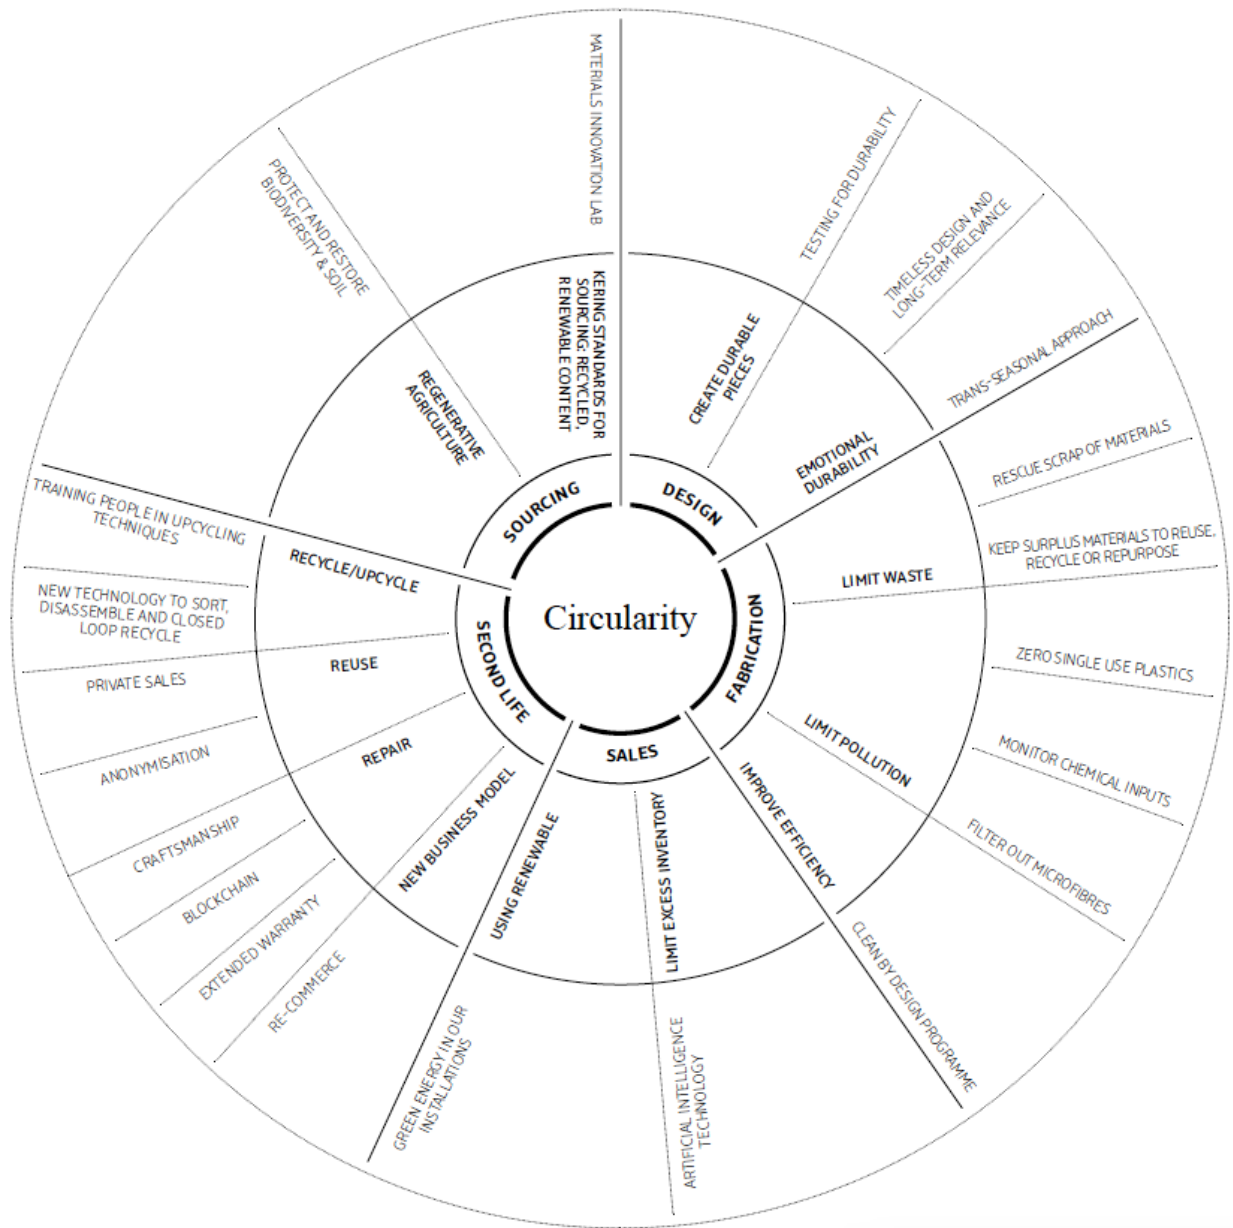 Circularity
DESIGN
CREATE DURABLE
PIECES
TESTING FOR DURABILITY
EMOTIONAL
DURABILITY
TIMELESS DESIGN AND
LONG-TERM RELEVANCE
TRANS-SEASONAL APPROACH
FABRICATION
LIMIT WASTE
RESCUE SCRAP OF MATERIALS
KEEP SURPLUS MATERIALS TO REUSE,
RECYCLE OR REPURPOSE
LIMIT POLLUTION
ZERO SINGLE USE PLASTICS
MONITOR CHEMICAL INPUTS
FILTER OUT MICROFIBRES
IMPROVE EFFICIENCY
CLEAN BY DESIGN PROGRAMME
SALES
LIMIT EXCESS INVENTORY
ARTIFICIAL INTELLIGENCE
TECHNOLOGY
USING RENEWABLE
GREEN ENERGY IN OUR
INSTALLATIONS
SECOND LIFE
NEW BUSINESS MODEL
RE-COMMERCE
EXTENDED WARRANTY
BLOCKCHAIN
REPAIR
CRAFTSMANSHIP
REUSE
ANONYMISATION
PRIVATE SALES
RECYCLE/UPCYCLE
NEW TECHNOLOGY TO SORT,
DISASSEMBLE AND CLOSED
LOOP RECYCLE
TRAINING PEOPLE IN UPCYCLING
TECHNIQUES
SOURCING
REGENERATIVE
AGRICULTURE
PROTECT AND RESTORE
BIODIVERSITY & SOIL
KERING STANDARDS FOR
SOURCING: RECYCLED,
RENEWABLE CONTENT
MATERIALS INNOVATION LAB